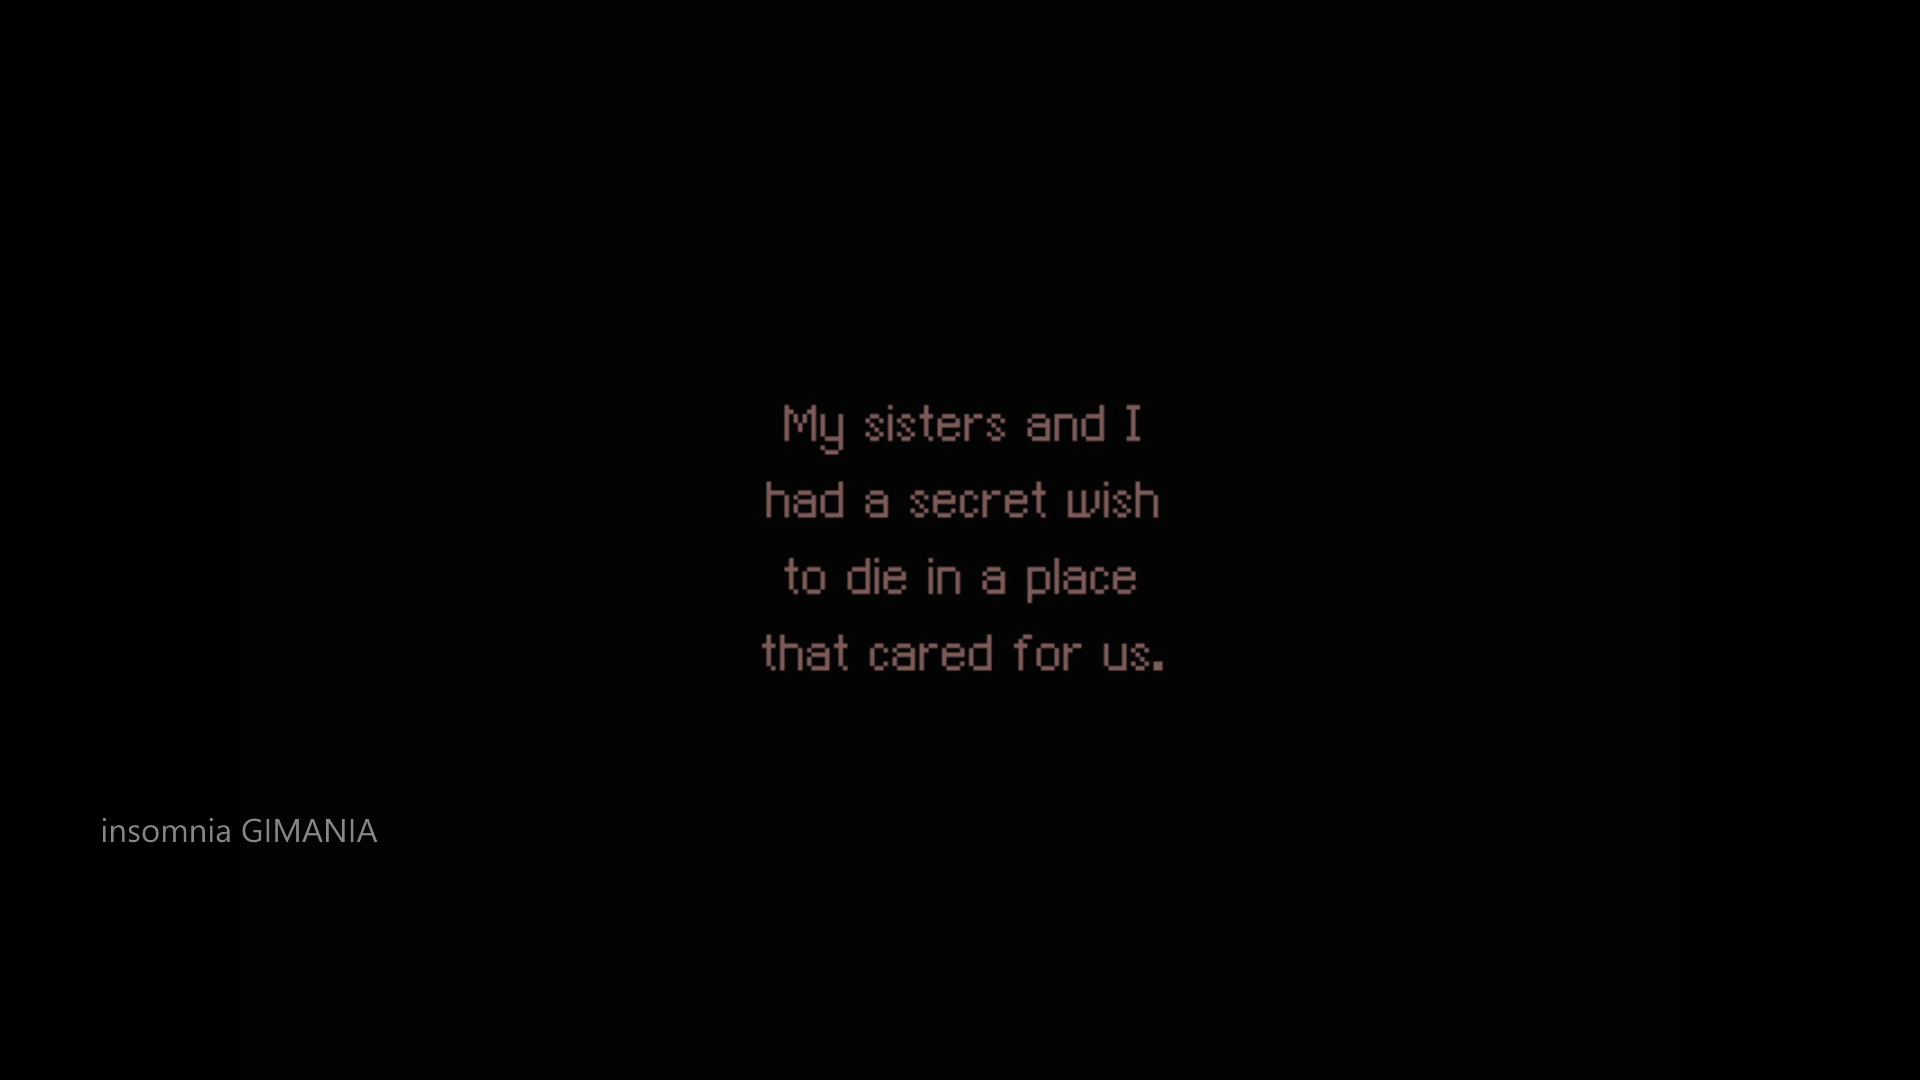 My sisters and I
had a secret wish
to die in a place
that cared for us.
insomnia GIMANIA